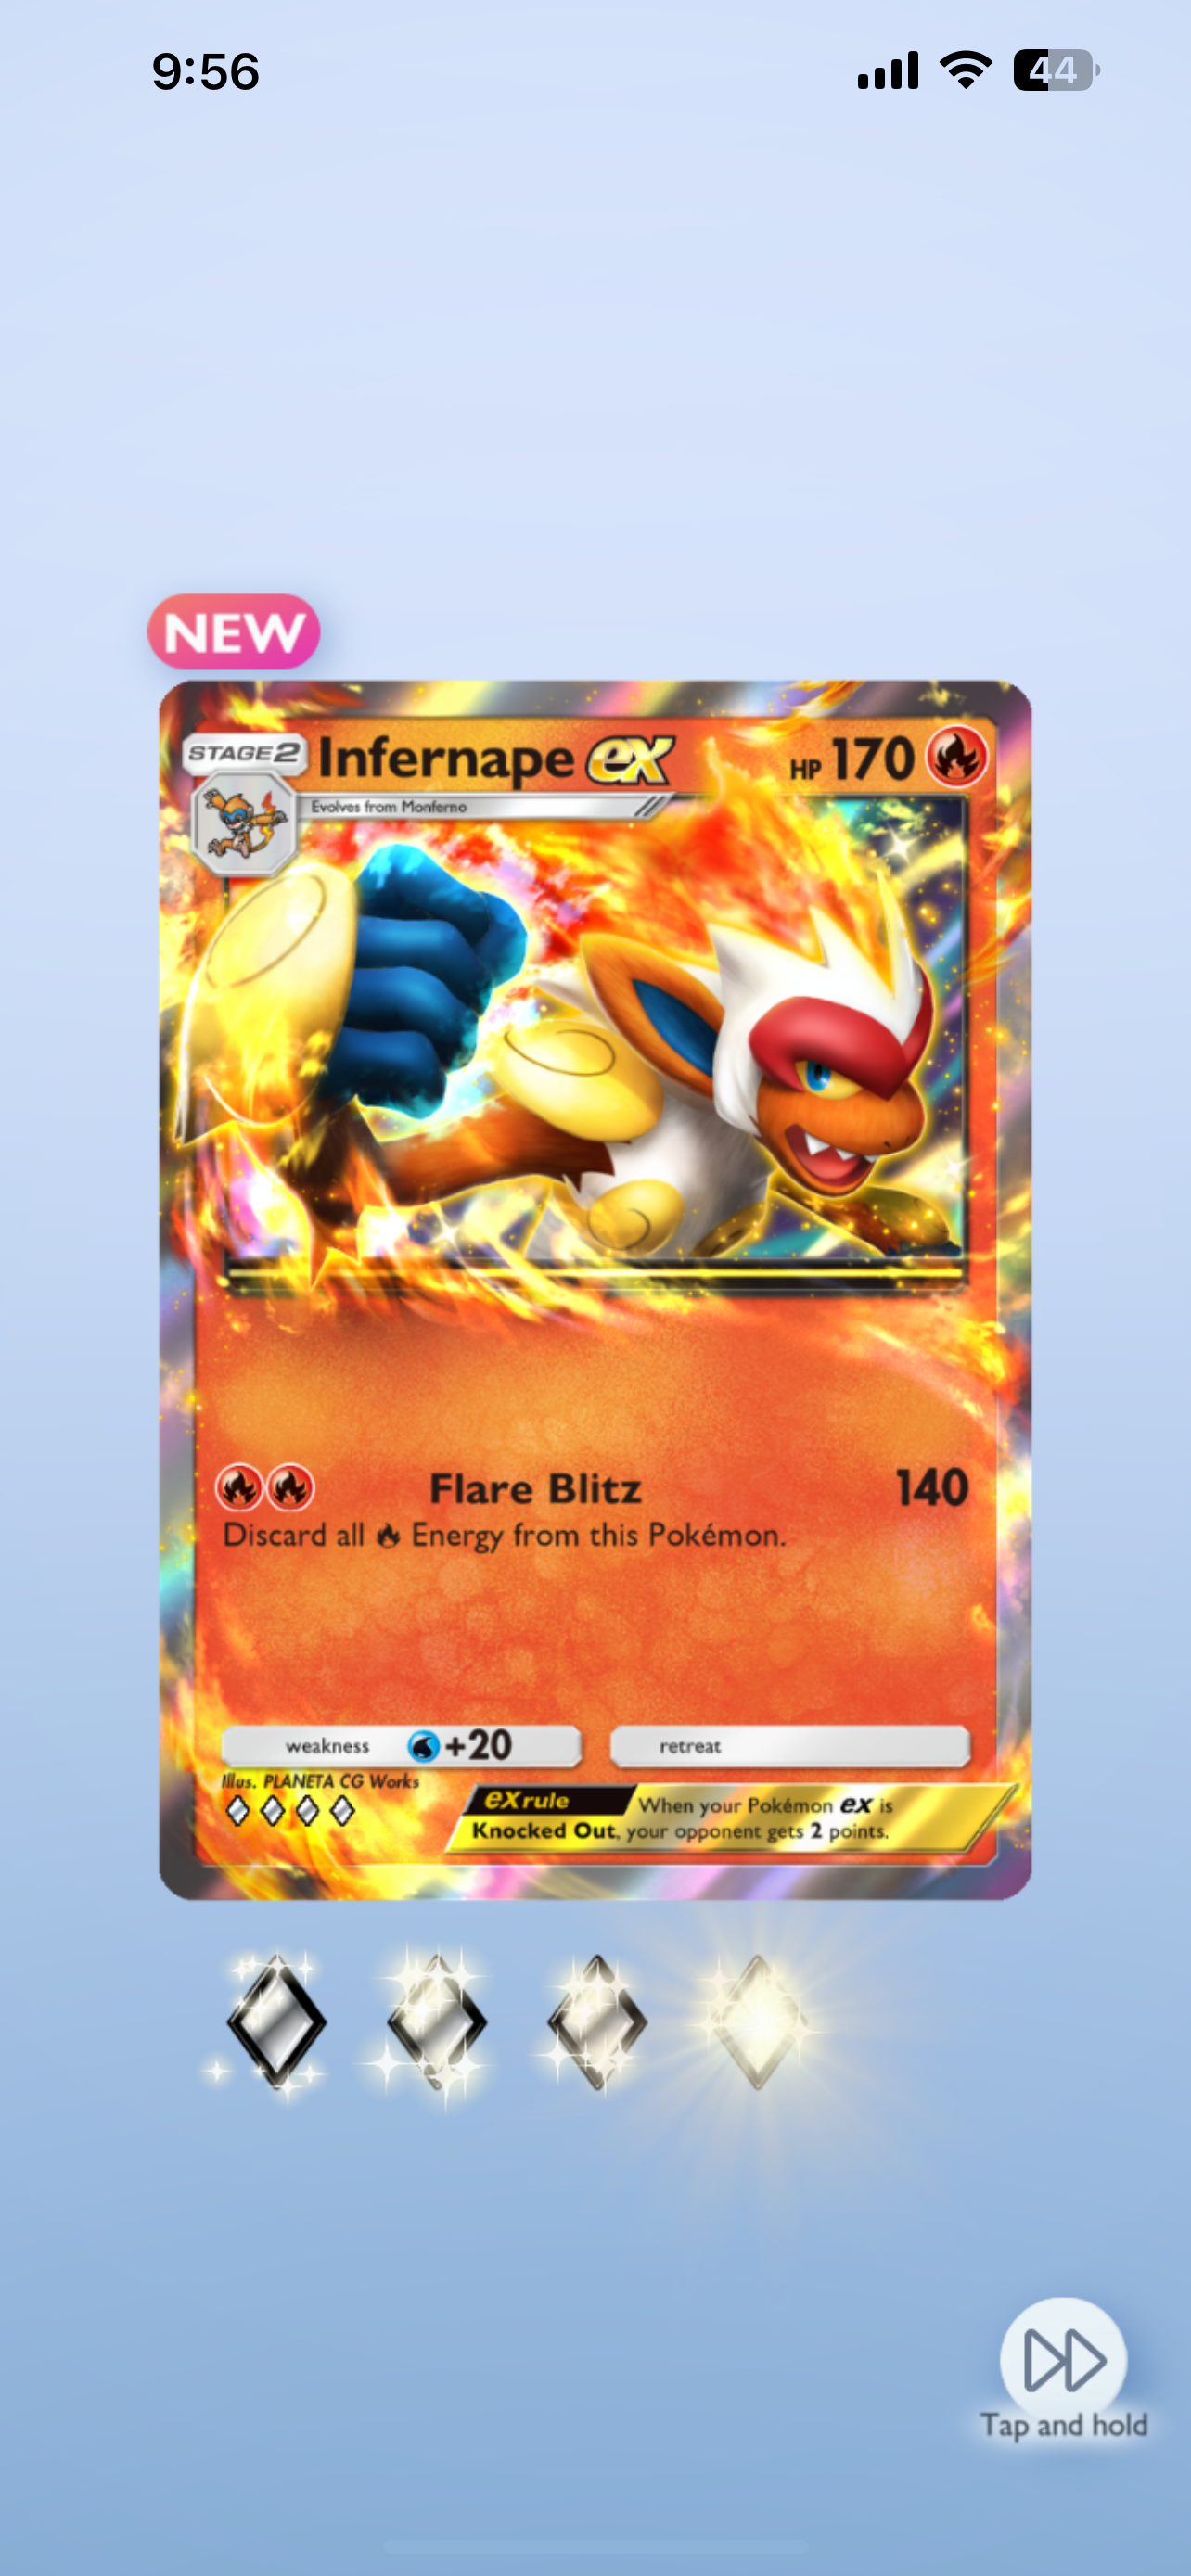 9:56
44
NEW
STAGE2 Infernape ex HP 170
Evolves from Monferno
Flare Blitz 140
Discard all Energy from this Pokémon.
weakness +20 retreat
Illus. PLANETA CG Works
ex rule When your Pokémon ex is
Knocked Out, your opponent gets 2 points.
Tap and hold